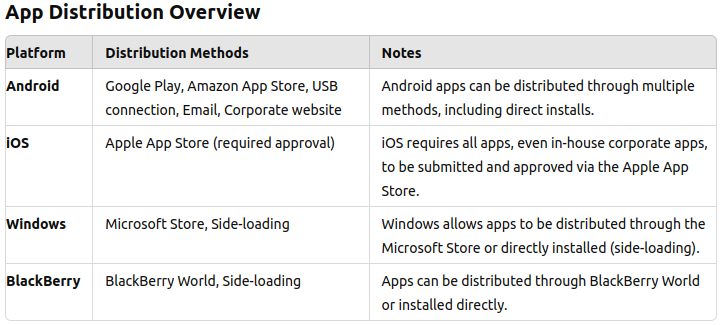 App Distribution Overview
Platform Distribution Methods Notes
Android Google Play, Amazon App Store, USB connection, Email, Corporate website Android apps can be distributed through multiple methods, including direct installs.
iOS Apple App Store (required approval) iOS requires all apps, even in-house corporate apps, to be submitted and approved via the Apple App Store.
Windows Microsoft Store, Side-loading Windows allows apps to be distributed through the Microsoft Store or directly installed (side-loading).
BlackBerry BlackBerry World, Side-loading Apps can be distributed through BlackBerry World or installed directly.